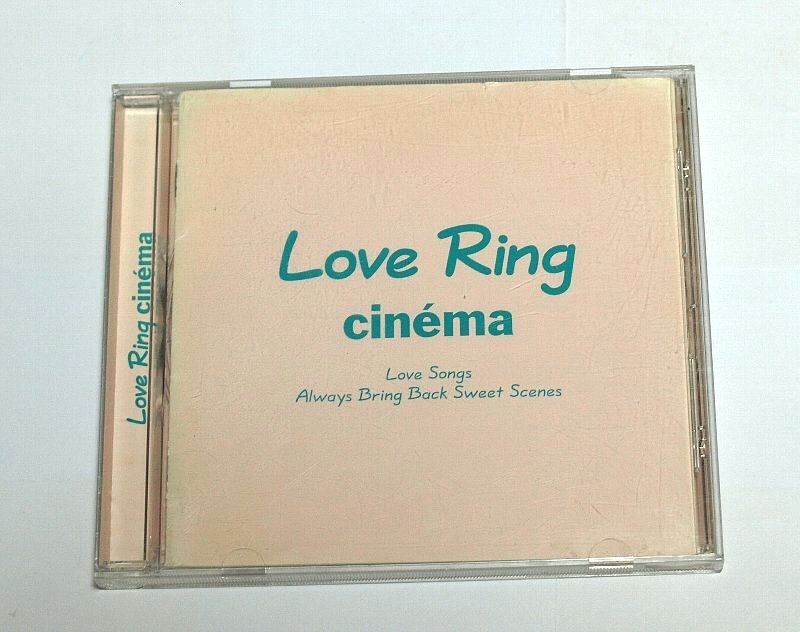 Love Ring cinéma
Love Ring
cinéma
Love Songs
Always Bring Back Sweet Scenes